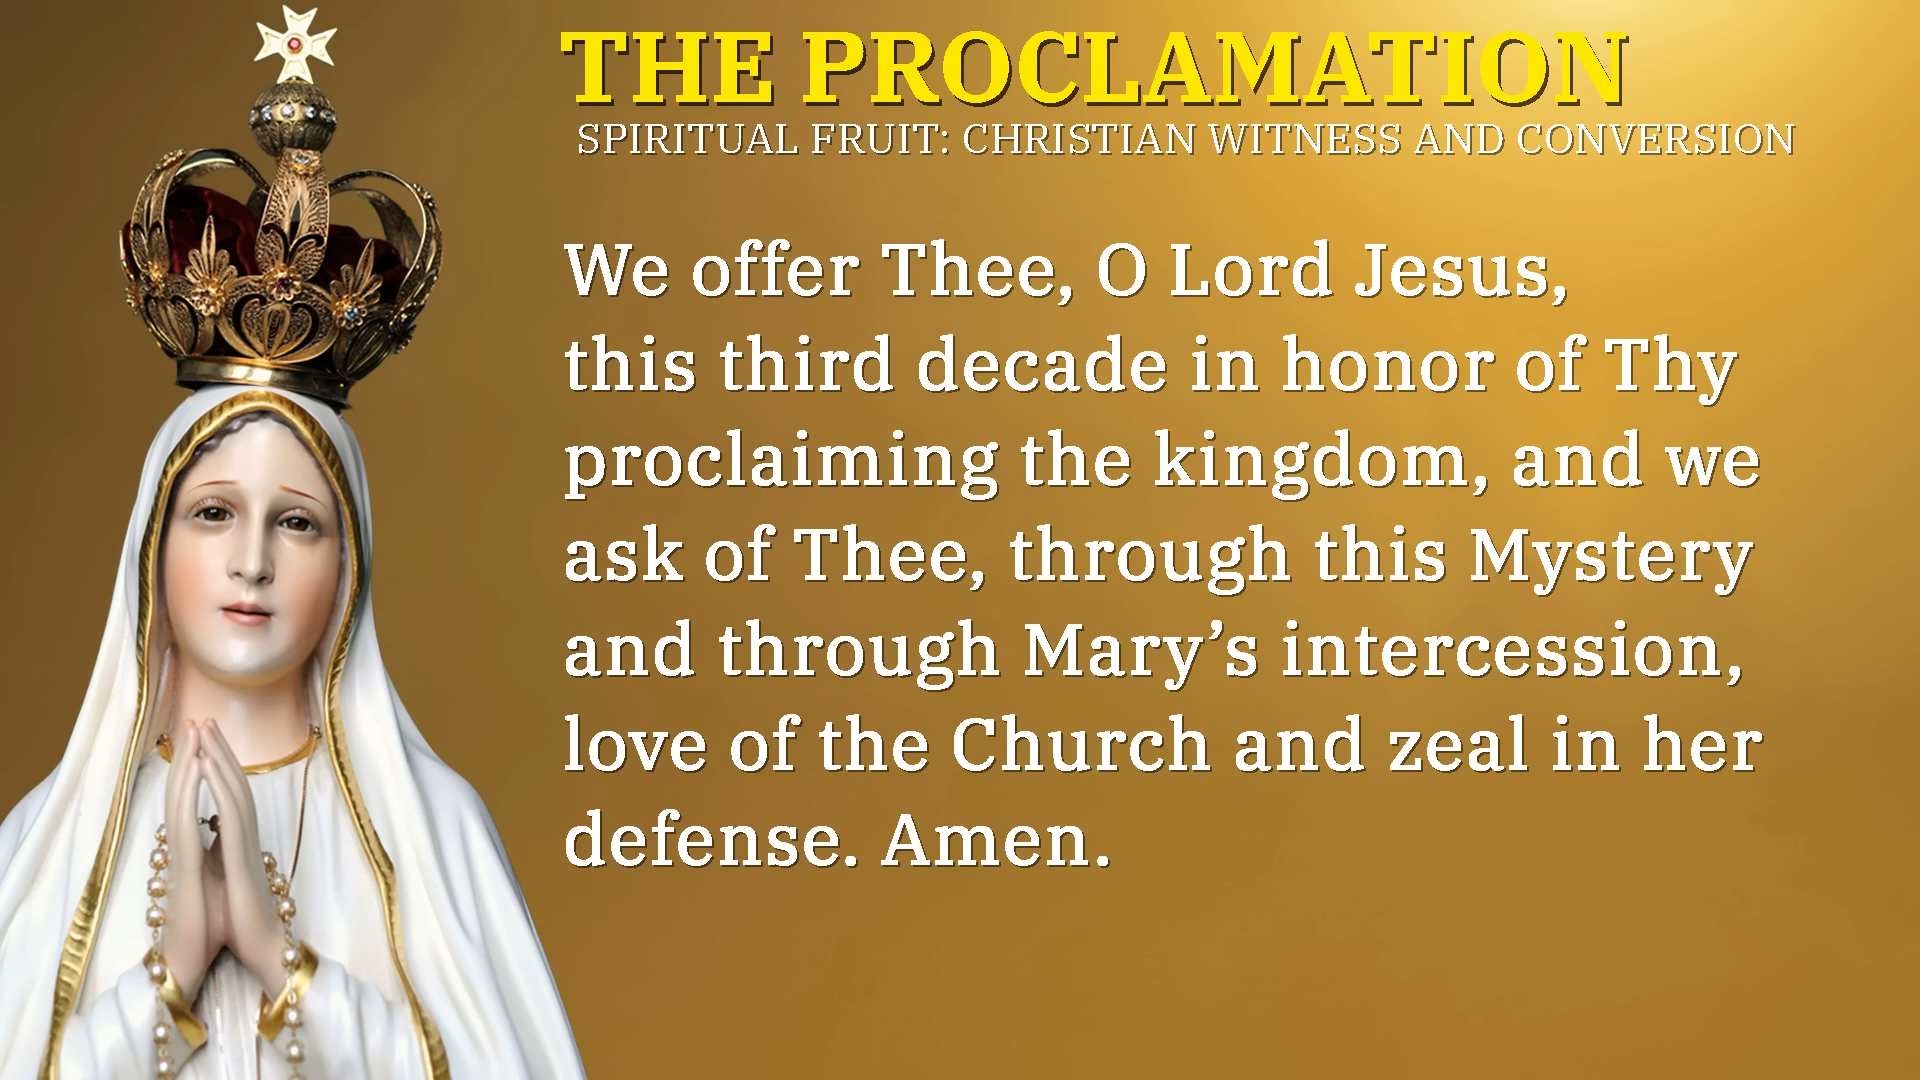 THE PROCLAMATION
SPIRITUAL FRUIT: CHRISTIAN WITNESS AND CONVERSION
We offer Thee, O Lord Jesus,
this third decade in honor of Thy
proclaiming the kingdom, and we
ask of Thee, through this Mystery
and through Mary’s intercession,
love of the Church and zeal in her
defense. Amen.